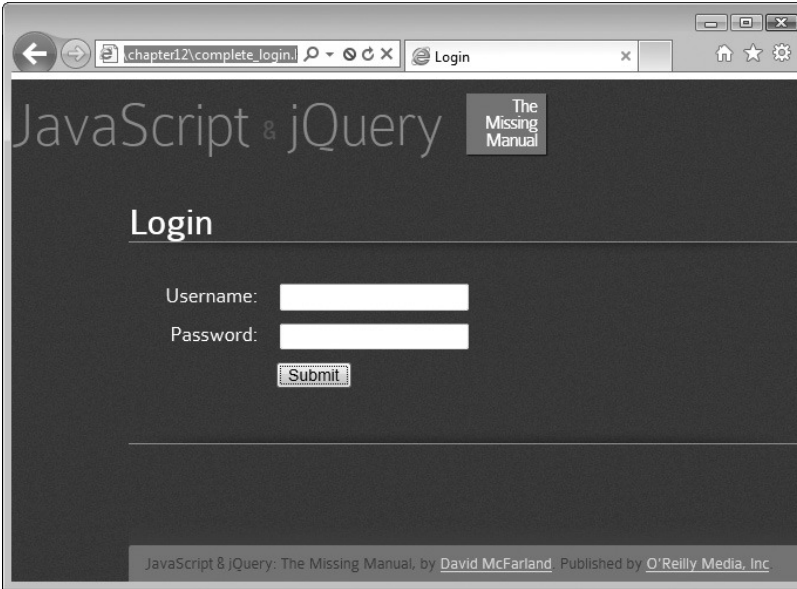 \chapter12\complete_login.
Login
JavaScript & jQuery
The
Missing
Manual
Login
Username:
Password:
Submit
JavaScript & jQuery: The Missing Manual, by David McFarland. Published by O'Reilly Media, Inc.